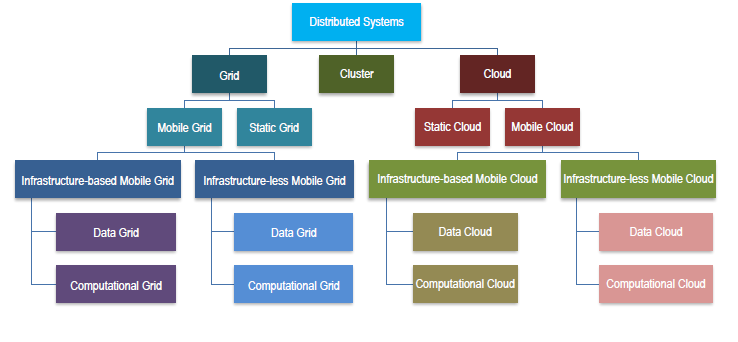 Distributed Systems
Grid
Cluster
Cloud
Mobile Grid
Static Grid
Static Cloud
Mobile Cloud
Infrastructure-based Mobile Grid
Infrastructure-less Mobile Grid
Infrastructure-based Mobile Cloud
Infrastructure-less Mobile Cloud
Data Grid
Data Grid
Data Cloud
Data Cloud
Computational Grid
Computational Grid
Computational Cloud
Computational Cloud